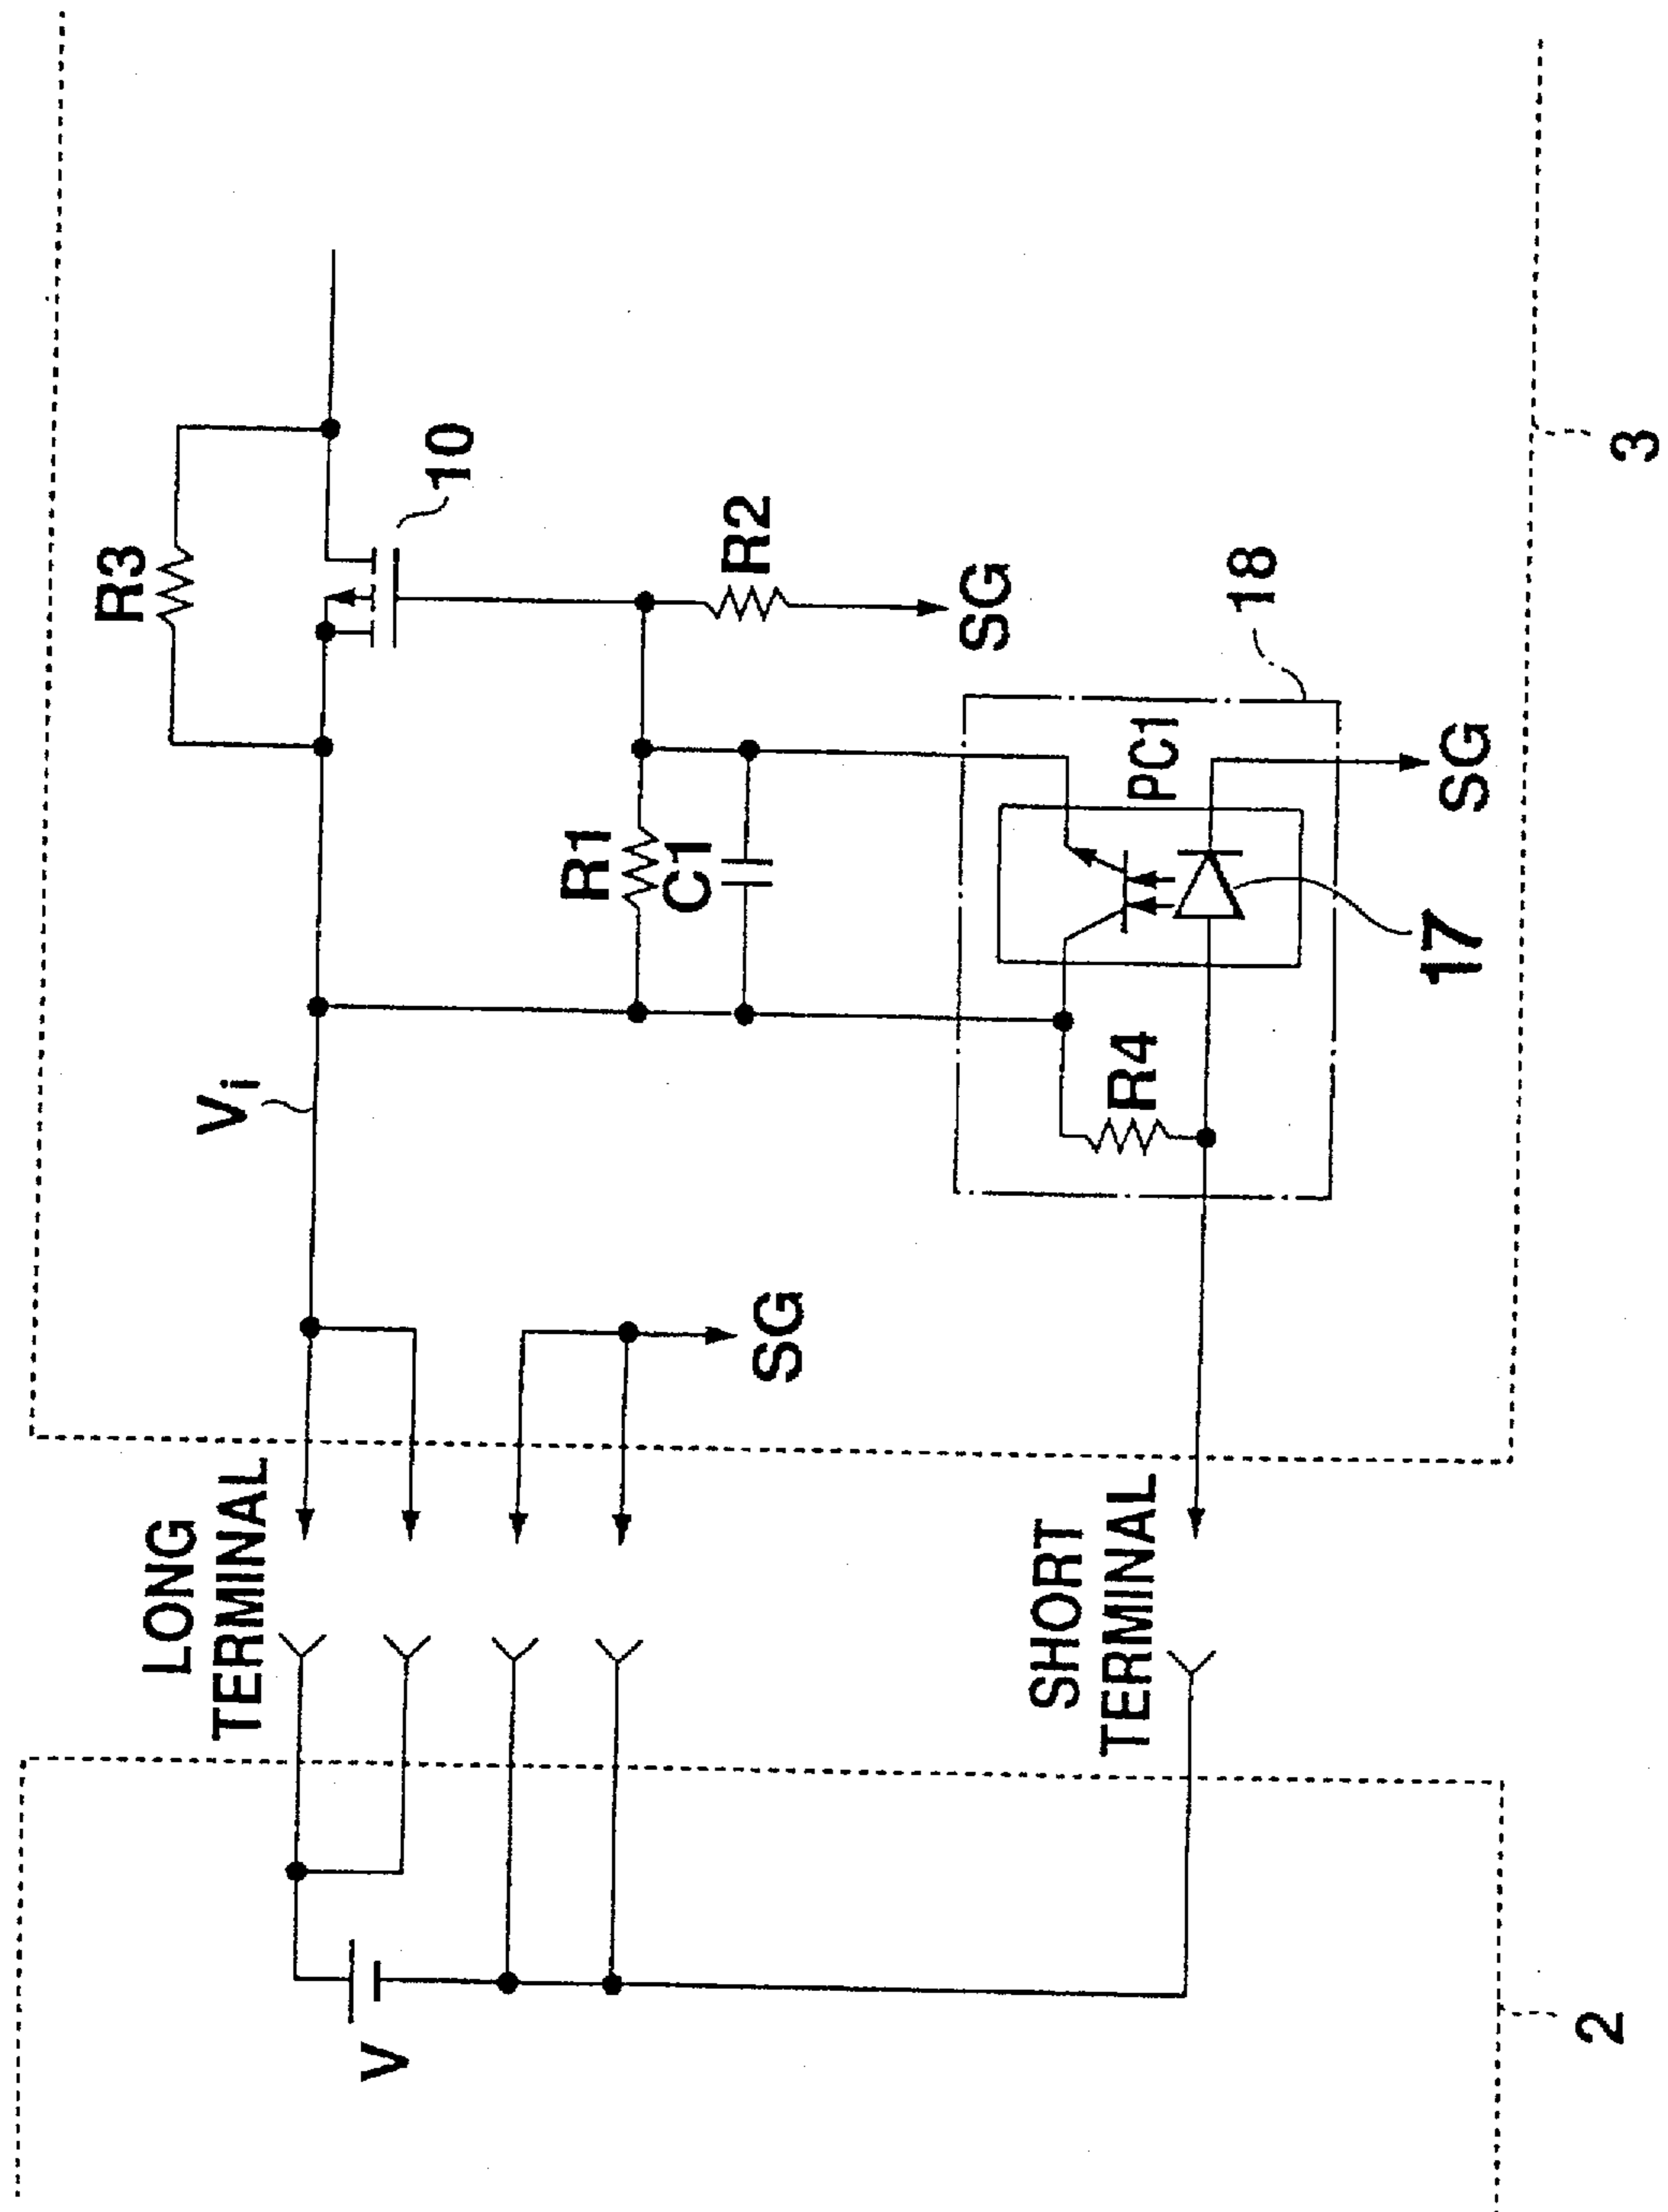 R3
10
R2
SG
Vi
R1
C1
18
PC1
SG
17
R4
SG
LONG
TERMINAL
SHORT
TERMINAL
V
2
3